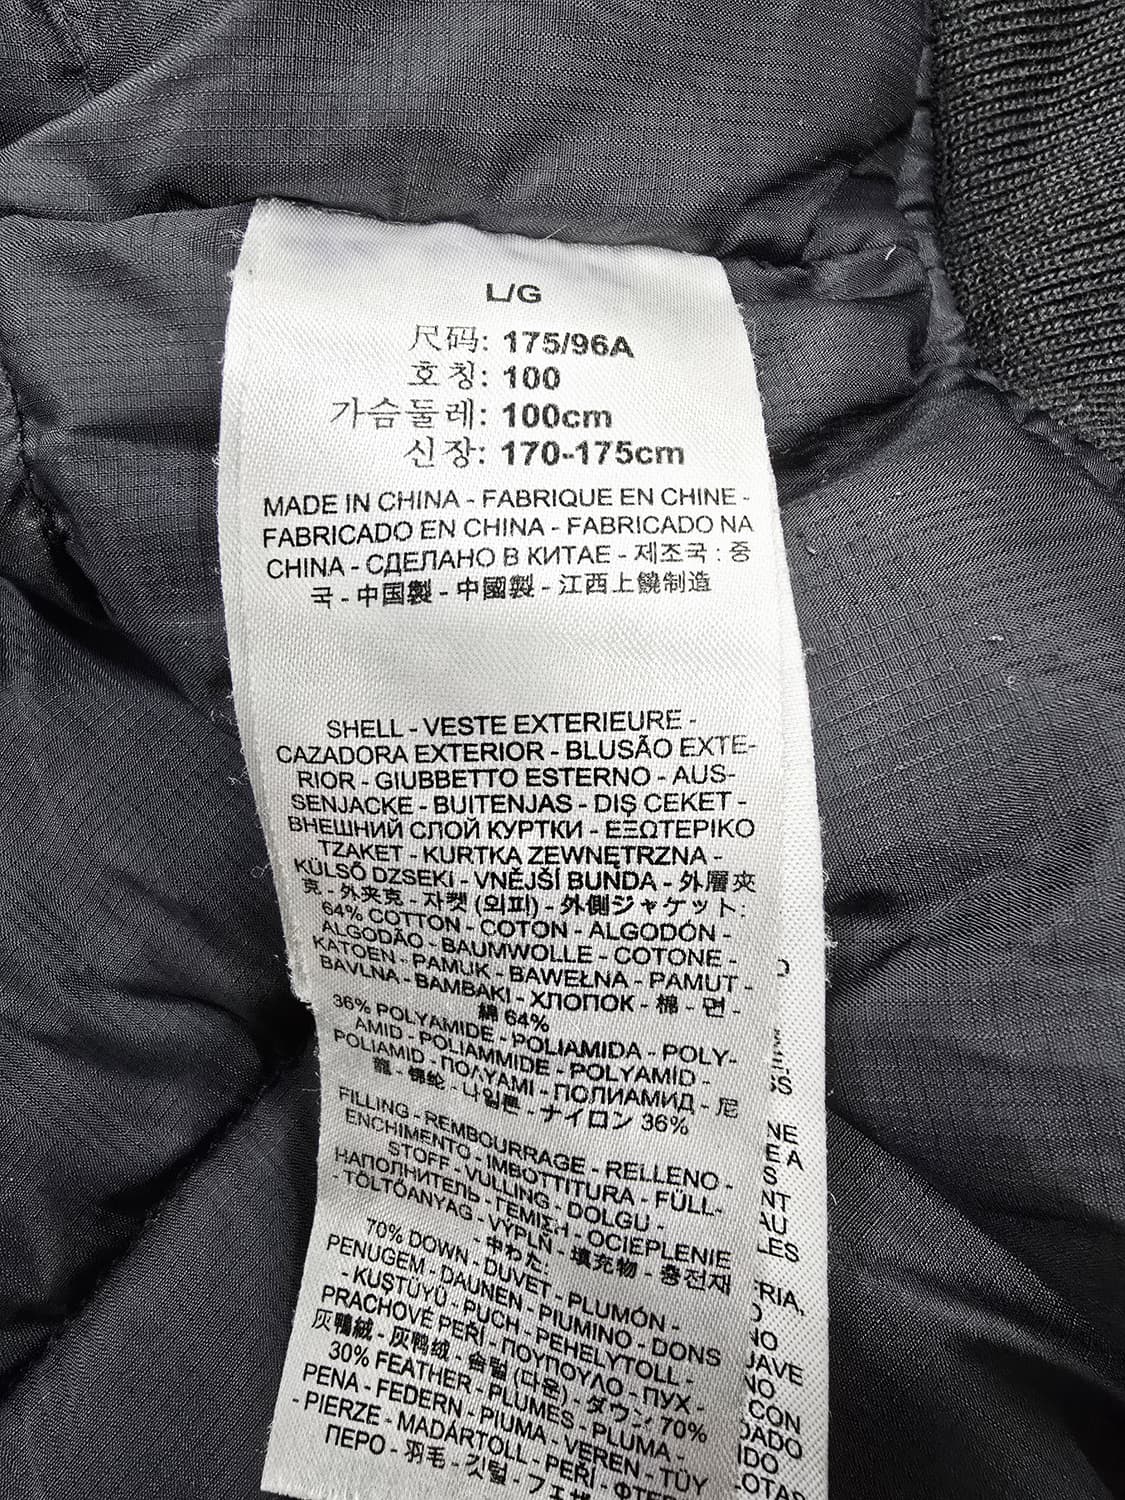 L/G
尺码: 175/96A
호칭: 100
가슴둘레: 100cm
신장: 170-175cm
MADE IN CHINA - FABRIQUE EN CHINE -
FABRICADO EN CHINA - FABRICADO NA
CHINA - СДЕЛАНО В КИТАЕ - 제조국 : 중
국 - 中国製 - 中國製 - 江西上饒制造
SHELL - VESTE EXTERIEURE -
CAZADORA EXTERIOR - BLUSÃO EXTE-
RIOR - GIUBBETTO ESTERNO - AUS-
SENJACKE - BUITENJAS - DIŞ CEKET -
ВНЕШНИЙ СЛОЙ КУРТКИ - ΕΞΩΤΕΡΙΚΟ
TZAKET - KURTKA ZEWNĘTRZNA -
KÜLSŐ DZSEKI - VNĚJŠÍ BUNDA - 外層夾
克 - 外夹克 - 자켓 (외피) - 外側ジャケット:
64% COTTON - COTON - ALGODÓN -
ALGODÃO - BAUMWOLLE - COTONE -
KATOEN - PAMUK - BAWEŁNA - PAMUT -
BAVLNA - BAMBAKI - ХЛОПОК - 棉 - 면 -
綿 64%
36% POLYAMIDE - POLIAMIDA - POLY-
AMID - POLIAMMIDE - POLYAMÍD -
POLIAMID - ΠΟΛΥΑΜΙ - ПОЛИАМИД - 尼
龍 - 锦纶 - 나일론 - ナイロン 36%
FILLING - REMBOURRAGE - RELLENO -
ENCHIMENTO - IMBOTTITURA - FÜLL-
STOFF - VULLING - DOLGU -
НАПОЛНИТЕЛЬ - ΓΕΜΙΣΗ - OCIEPLENIE
- TÖLTŐANYAG - VÝPLŇ - 填充物 - 충전재
- 中わた:
70% DOWN - DUVET - PLUMÓN -
PENUGEM - DAUNEN - PIUMINO - DONS
- KUŞTÜYÜ - PUCH - PEHELYTOLL -
PRACHOVÉ PEŘÍ - ΠΟΥΠΟΥΛΟ - ПУХ -
灰鴨絨 - 灰鸭绒 - 솜털 (다운) - ダウン 70%
30% FEATHER - PLUMES - PLUMA -
PENA - FEDERN - PIUMA - VEREN - TÜY
- PIERZE - MADÁRTOLL - PEŘÍ - ΦΤΕΡ
ПЕРО - 羽毛 - 깃털 - フェザ